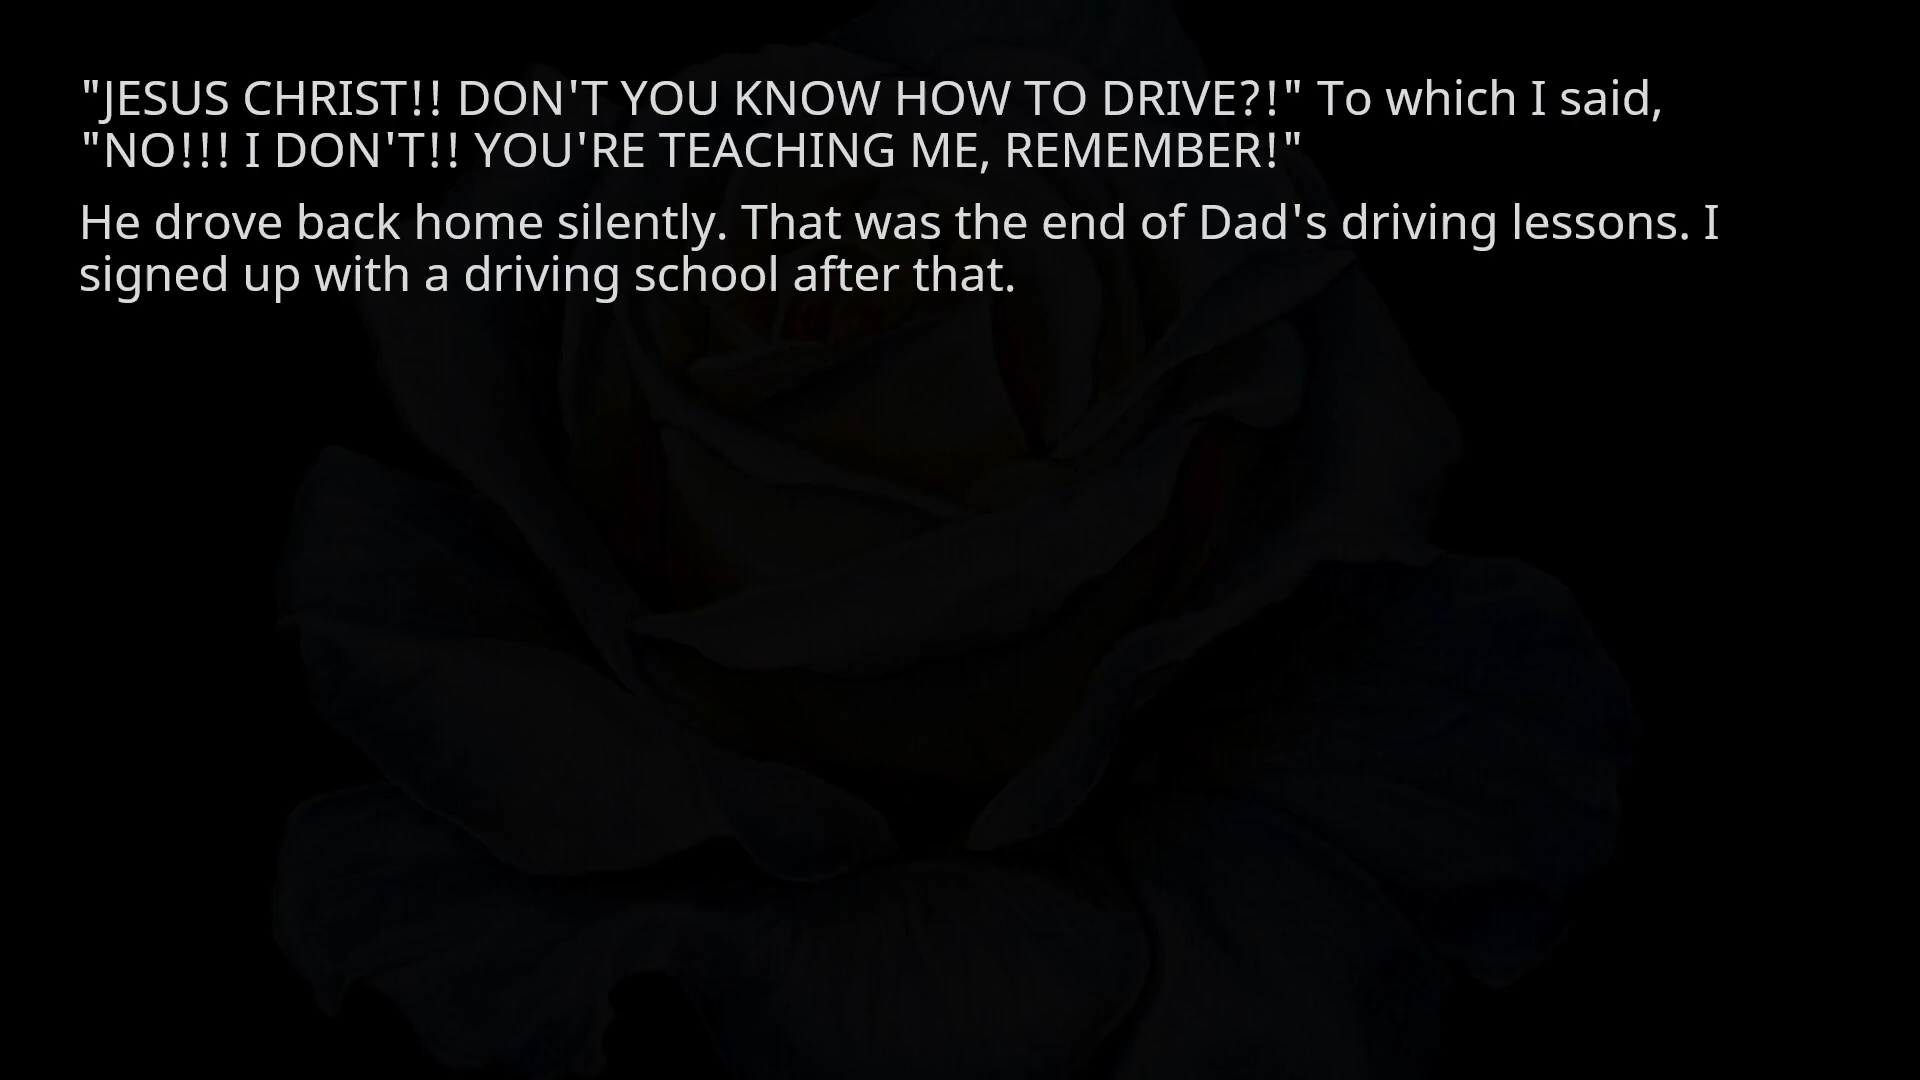 "JESUS CHRIST!! DON'T YOU KNOW HOW TO DRIVE?!" To which I said,
"NO!!! I DON'T!! YOU'RE TEACHING ME, REMEMBER!"
He drove back home silently. That was the end of Dad's driving lessons. I
signed up with a driving school after that.